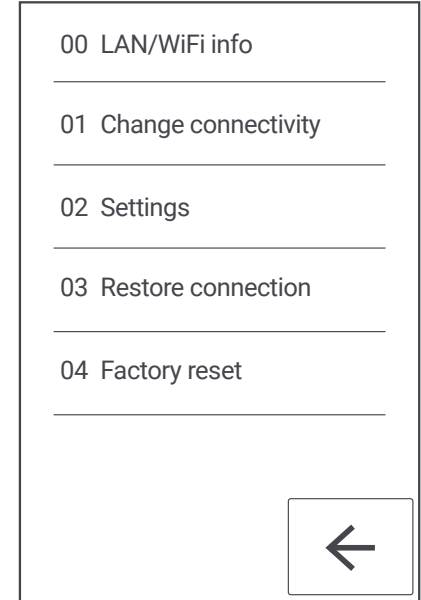 00 LAN/WiFi info
01 Change connectivity
02 Settings
03 Restore connection
04 Factory reset